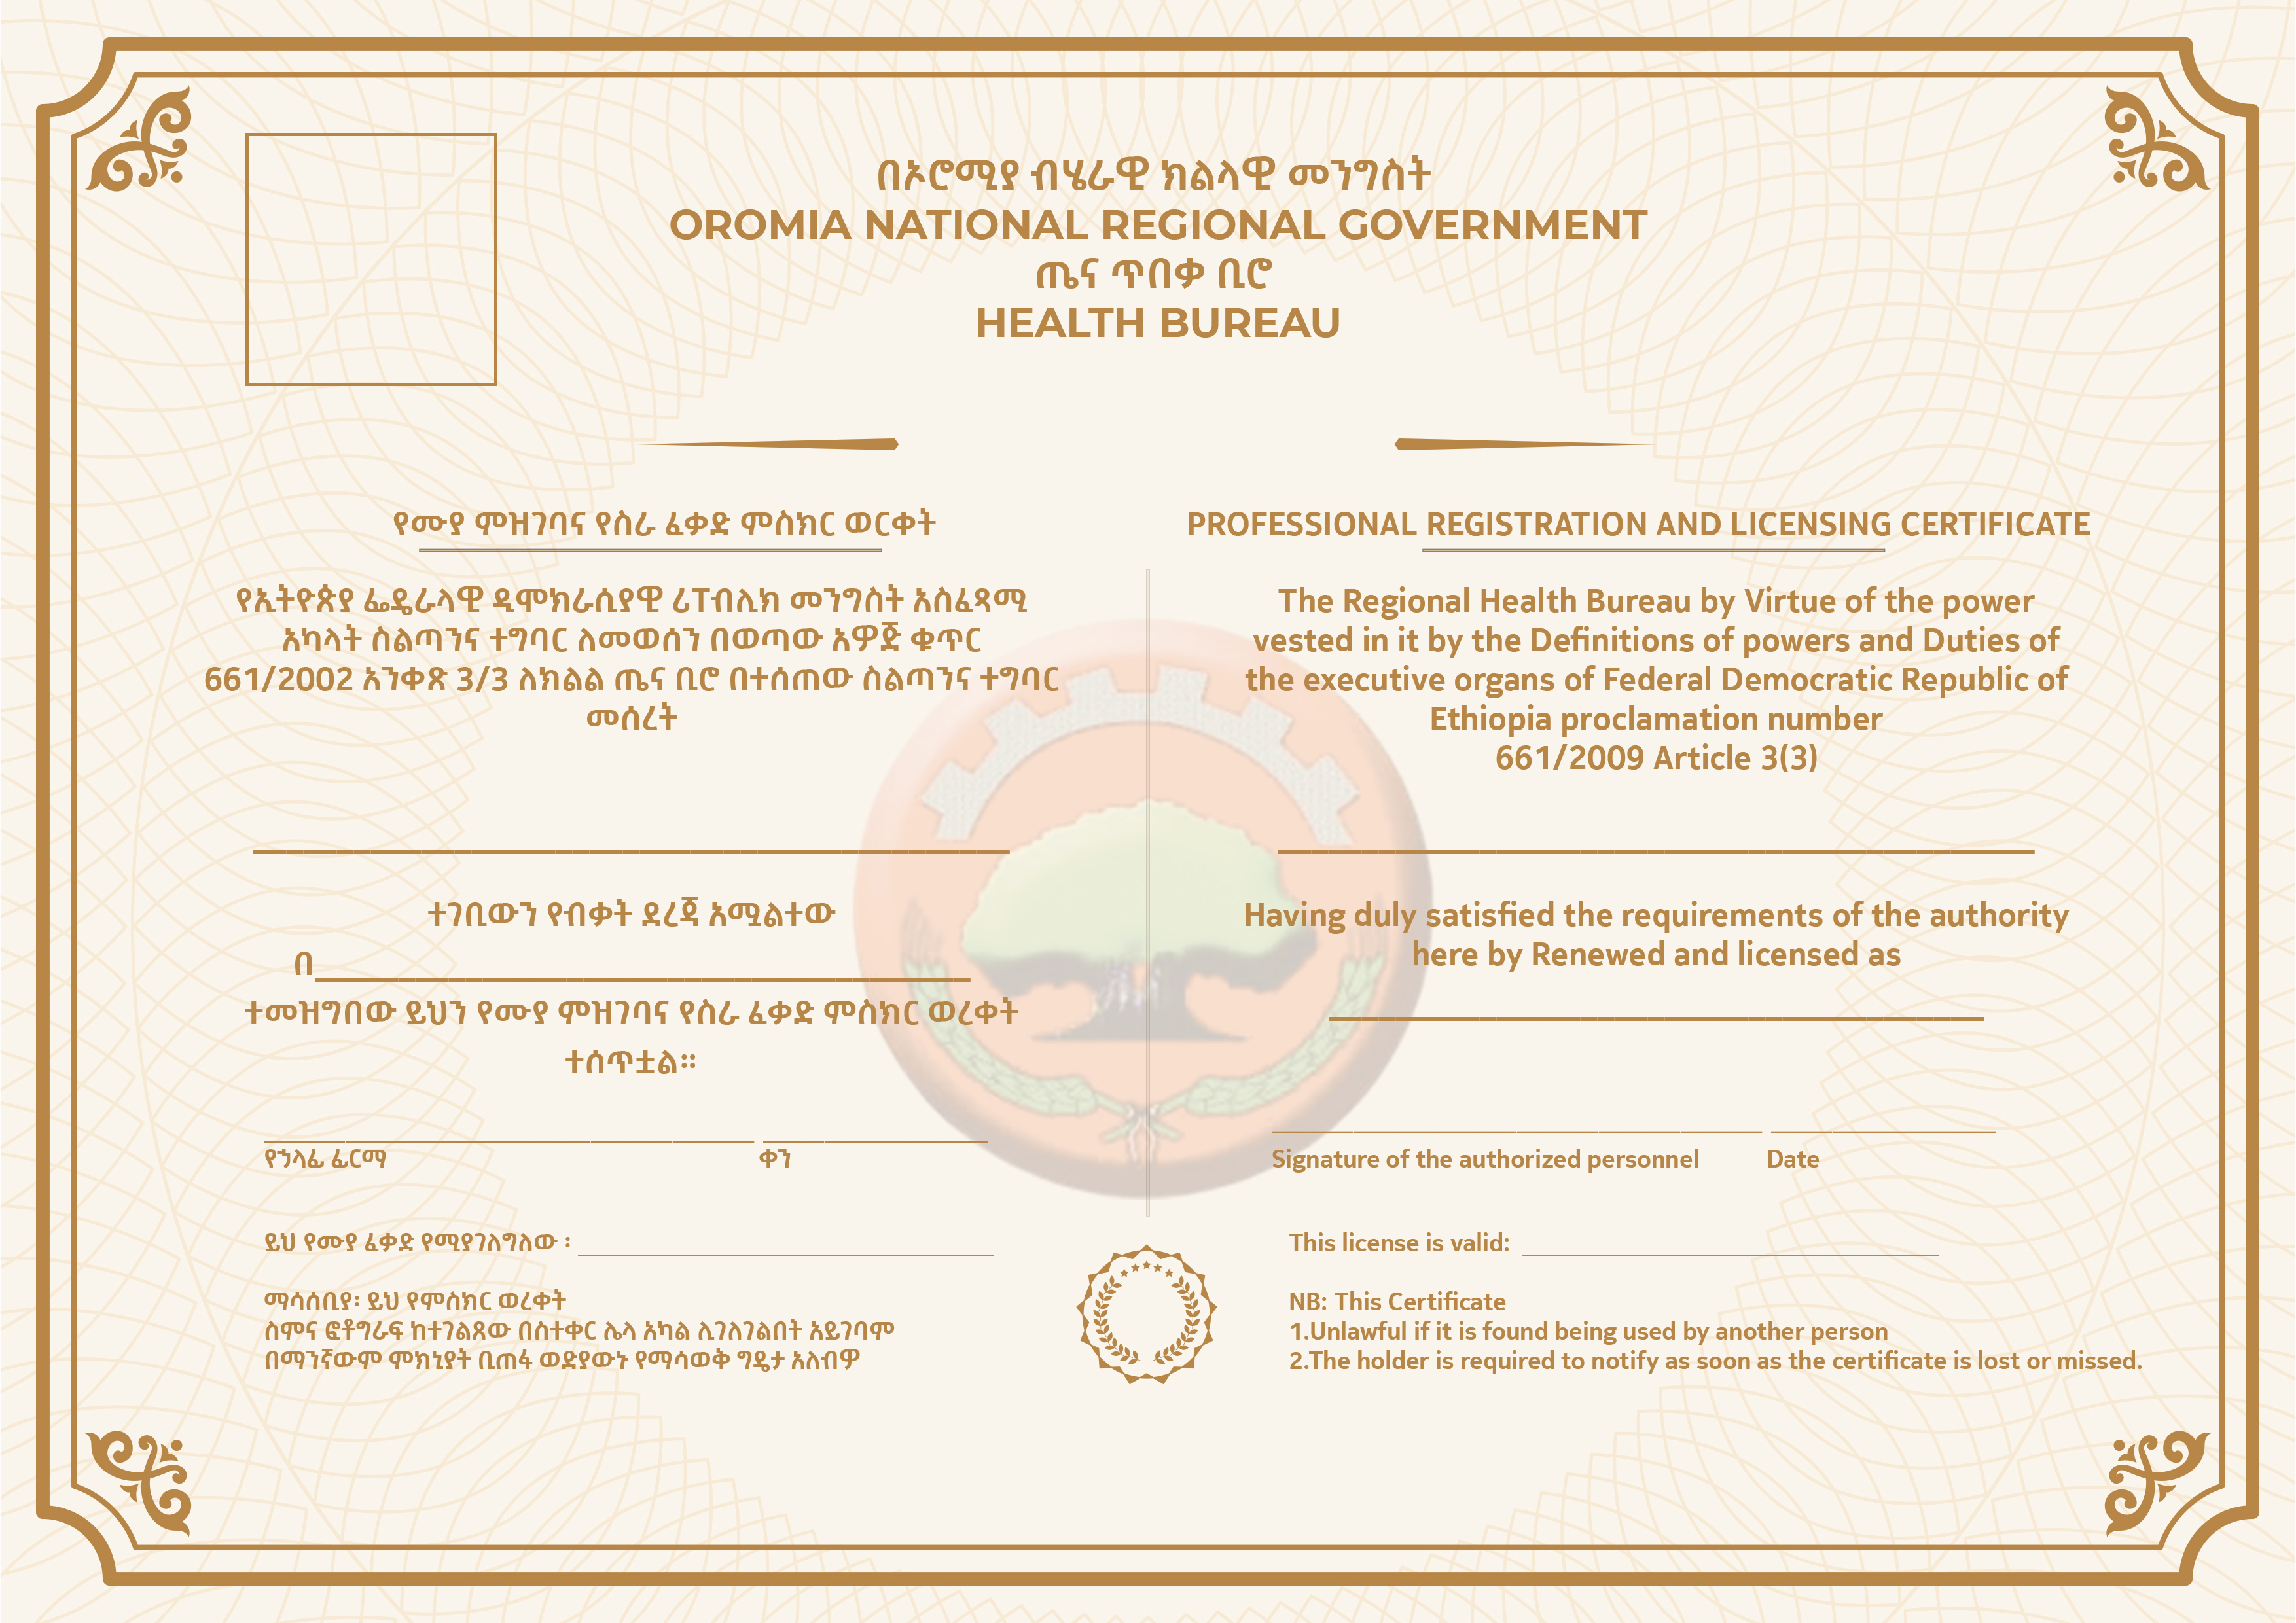 በኦሮሚያ ብሄራዊ ክልላዊ መንግስት
OROMIA NATIONAL REGIONAL GOVERNMENT
ጤና ጥበቃ ቢሮ
HEALTH BUREAU
የሙያ ምዝገባና የስራ ፈቃድ ምስክር ወርቀት
የኢትዮጵያ ፌዴራላዊ ዲሞክራሲያዊ ሪፐብሊክ መንግስት አስፈጻሚ
አካላት ስልጣንና ተግባር ለመወሰን በወጣው አዎጅ ቁጥር
661/2002 አንቀጽ 3/3 ለክልል ጤና ቢሮ በተሰጠው ስልጣንና ተግባር
መሰረት
ተገቢውን የብቃት ደረጃ አሟልተው
በ
ተመዝግበው ይህን የሙያ ምዝገባና የስራ ፈቃድ ምስክር ወረቀት
ተሰጥቷል።
የኃላፊ ፊርማ ቀን
ይህ የሙያ ፈቃድ የሚያገለግለው ፡
ማሳሰቢያ፡ ይህ የምስክር ወረቀት
ስምና ፎቶግራፍ ከተገልጸው በስተቀር ሌላ አካል ሊገለገልበት አይገባም
በማንኛውም ምክኒያት ቢጠፋ ወድያውኑ የማሳወቅ ግዴታ አለብዎ
PROFESSIONAL REGISTRATION AND LICENSING CERTIFICATE
The Regional Health Bureau by Virtue of the power
vested in it by the Definitions of powers and Duties of
the executive organs of Federal Democratic Republic of
Ethiopia proclamation number
661/2009 Article 3(3)
Having duly satisfied the requirements of the authority
here by Renewed and licensed as
Signature of the authorized personnel Date
This license is valid:
NB: This Certificate
1.Unlawful if it is found being used by another person
2.The holder is required to notify as soon as the certificate is lost or missed.